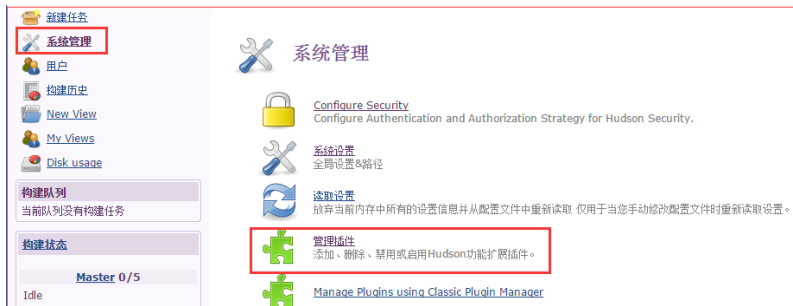 新建任务
系统管理
用户
构建历史
New View
My Views
Disk usage
构建队列
当前队列没有构建任务
构建状态
Master 0/5
Idle
系统管理
Configure Security
Configure Authentication and Authorization Strategy for Hudson Security.
系统设置
全局设置&路径
读取设置
放弃当前内存中所有的设置信息并从配置文件中重新读取 仅用于当您手动修改配置文件时重新读取设置。
管理插件
添加、删除、禁用或启用Hudson功能扩展插件。
Manage Plugins using Classic Plugin Manager